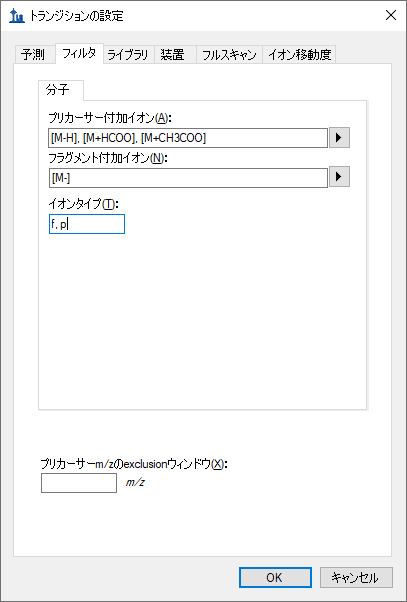 トランジションの設定
予測 フィルタ ライブラリ 装置 フルスキャン イオン移動度
分子
プリカーサー付加イオン(A):
[M-H], [M+HCOO], [M+CH3COO]
フラグメント付加イオン(N):
[M-]
イオンタイプ(T):
f, p
プリカーサーm/zのexclusionウィンドウ(X):
m/z
OK キャンセル